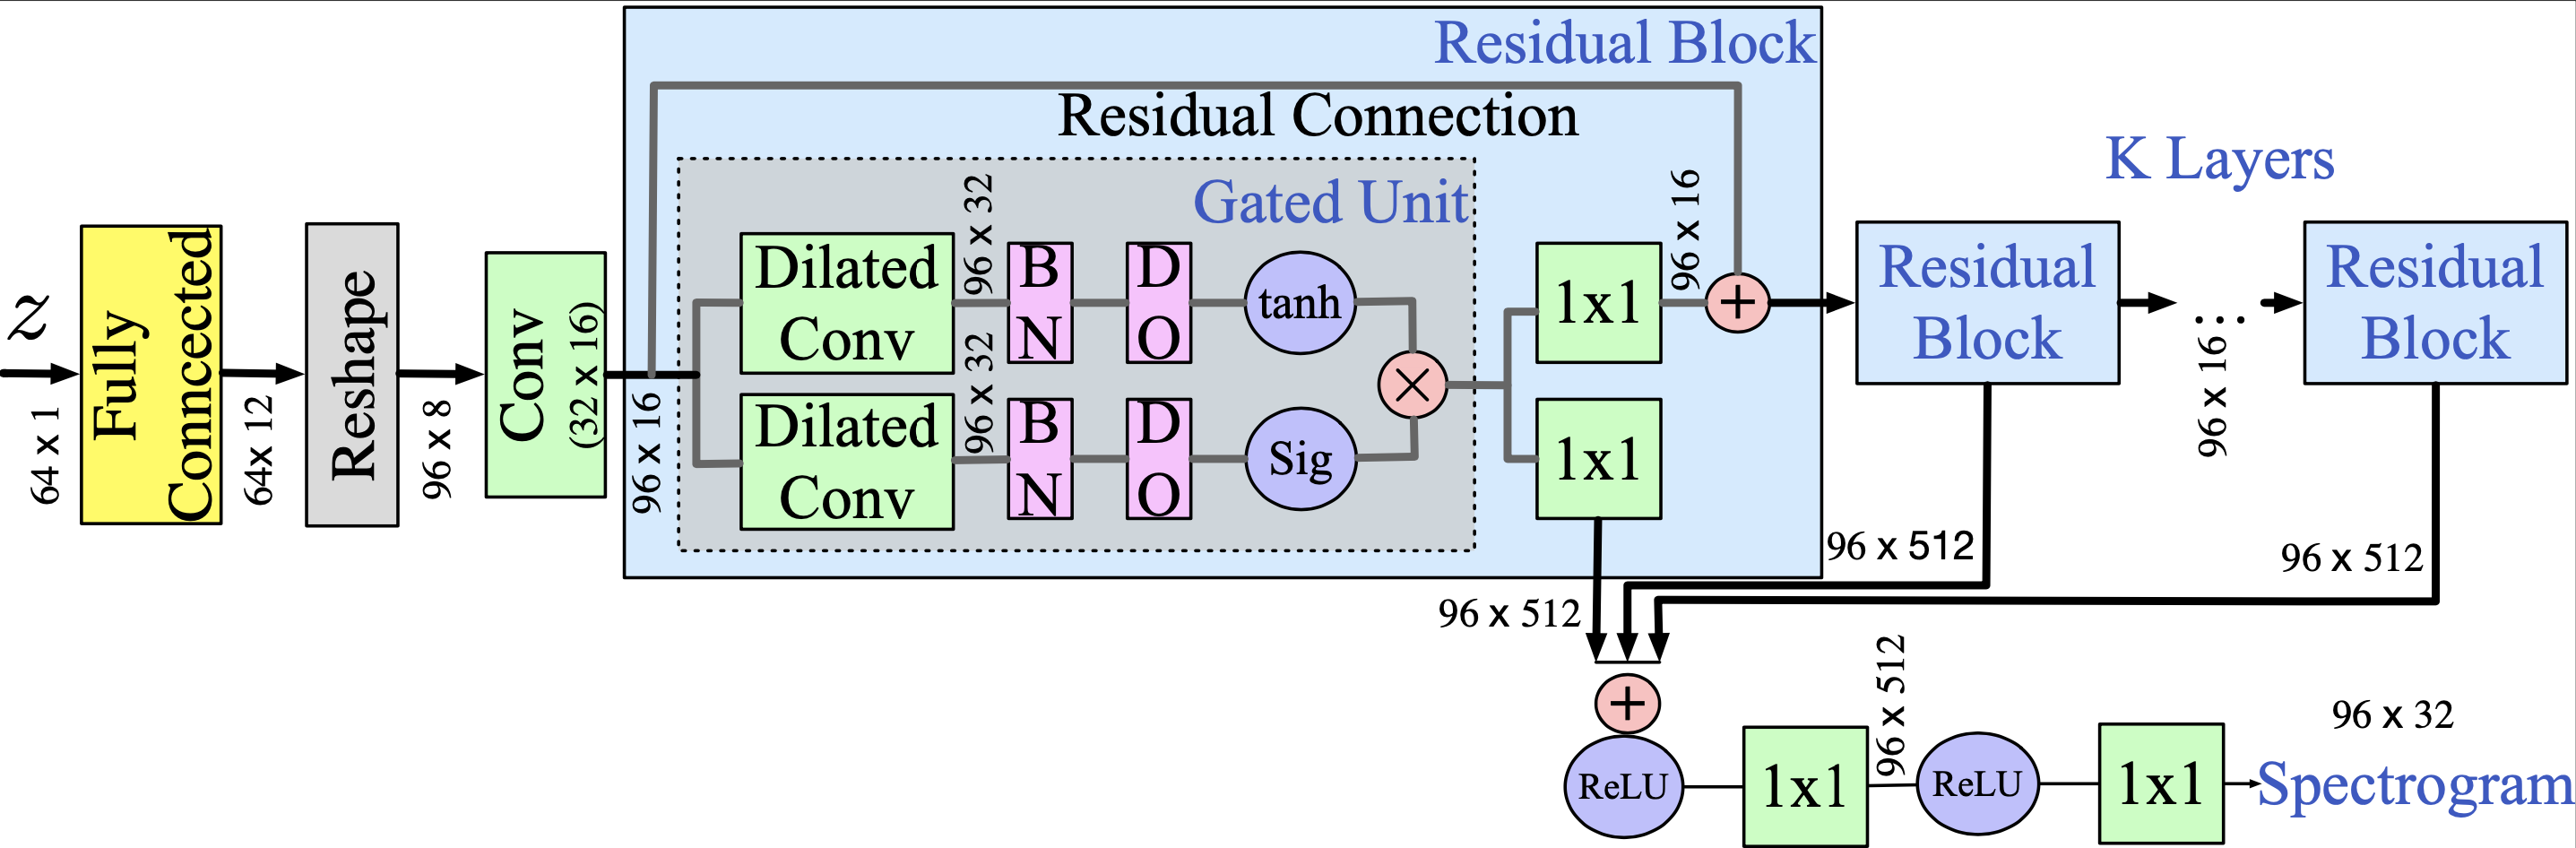 z
64 x 1
Fully
Connected
64x 12
Reshape
96 x 8
Conv
(32 x 16)
96 x 16
Residual Block
Residual Connection
Gated Unit
Dilated
Conv
96 x 32
B
N
D
O
tanh
Dilated
Conv
96 x 32
B
N
D
O
Sig
×
1x1
96 x 16
+
1x1
K Layers
Residual
Block
...
96 x 16
Residual
Block
96 x 512
96 x 512
96 x 512
+
ReLU
1x1
96 x 512
ReLU
1x1
96 x 32
Spectrogram